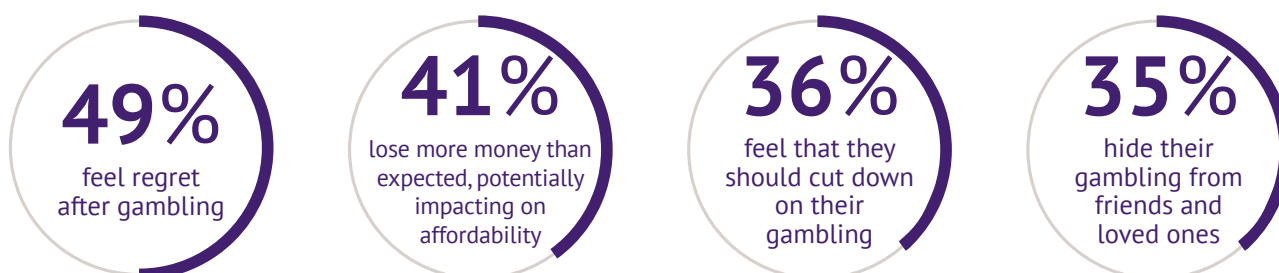 49%
feel regret
after gambling
41%
lose more money than
expected, potentially
impacting on
affordability
36%
feel that they
should cut down
on their
gambling
35%
hide their
gambling from
friends and
loved ones